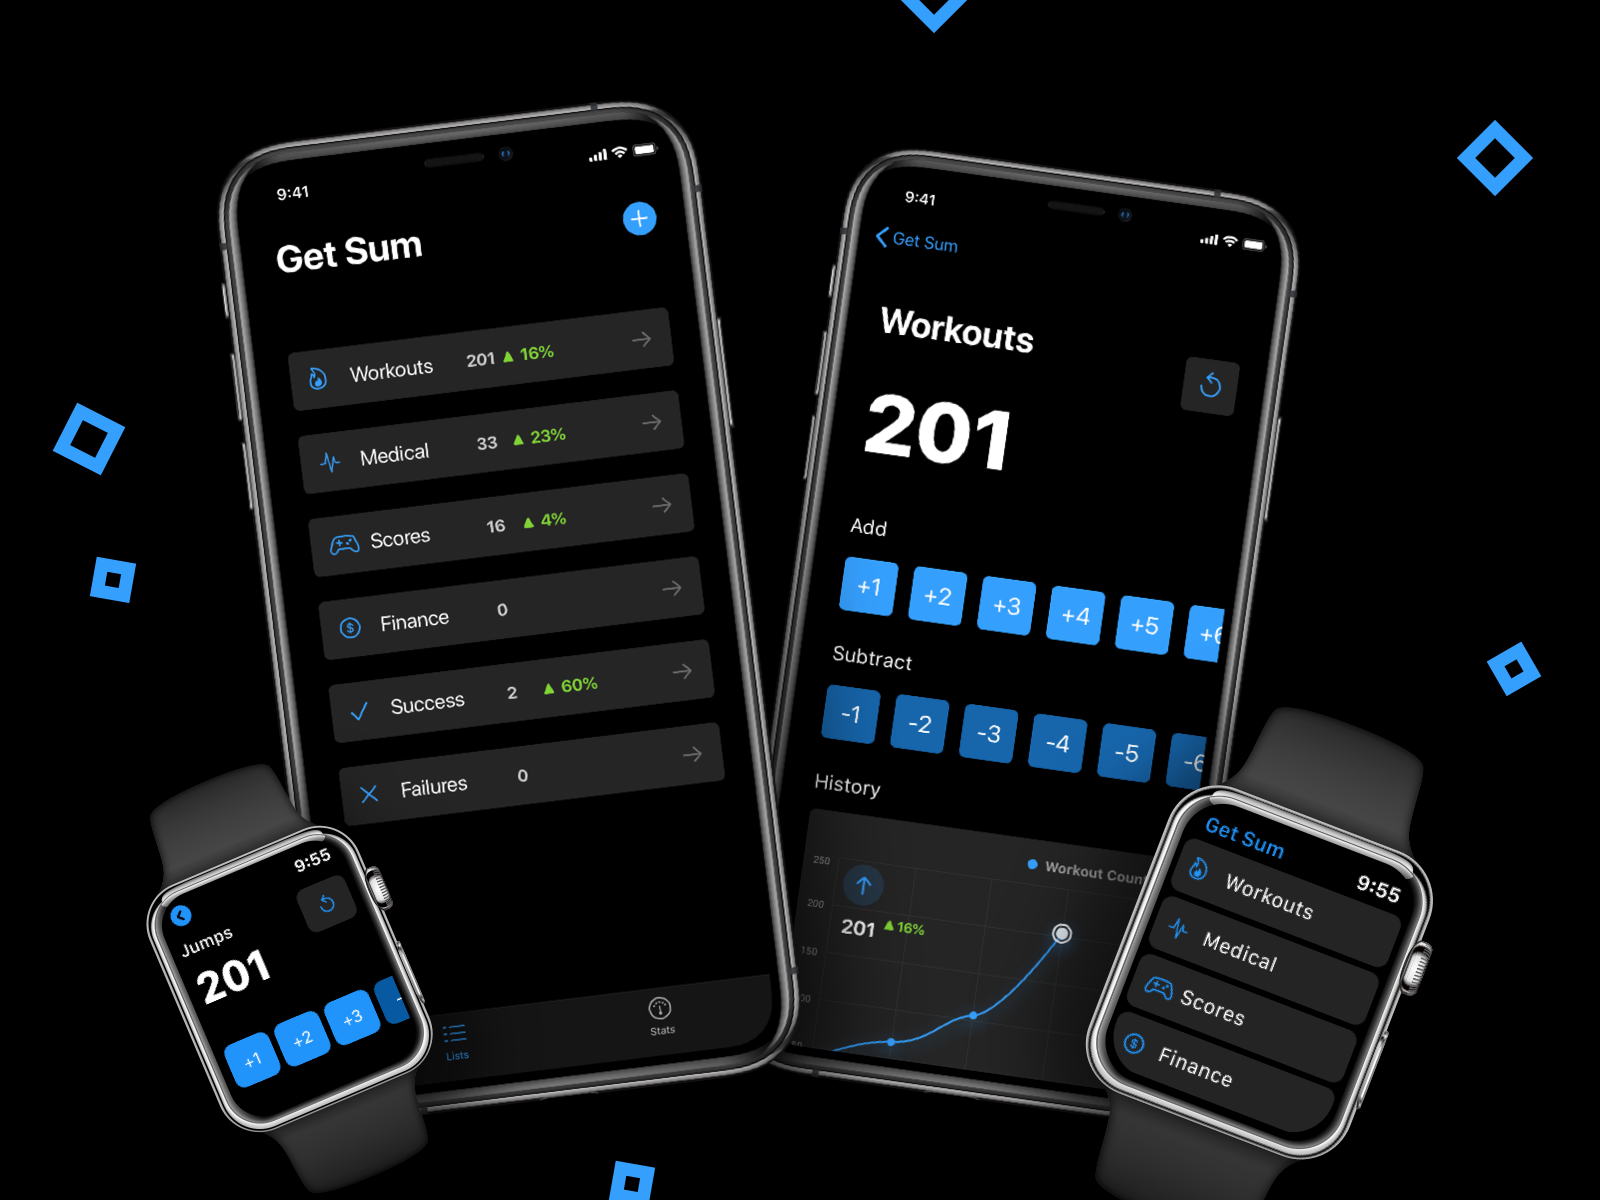 9:41
Get Sum
Workouts 201 ▲ 16%
Medical 33 ▲ 23%
Scores 16 ▲ 4%
Finance 0
$
Success 2 ▲ 60%
Failures 0
Lists
Stats
9:41
Get Sum
Workouts
201
Add
+1 +2 +3 +4 +5 +6
Subtract
-1 -2 -3 -4 -5 -6
History
Workout Coun
250
200
150
00
50
201 ▲ 16%
9:55
Jumps
201
+1 +2 +3 -
Get Sum
9:55
Workouts
Medical
Scores
$
Finance